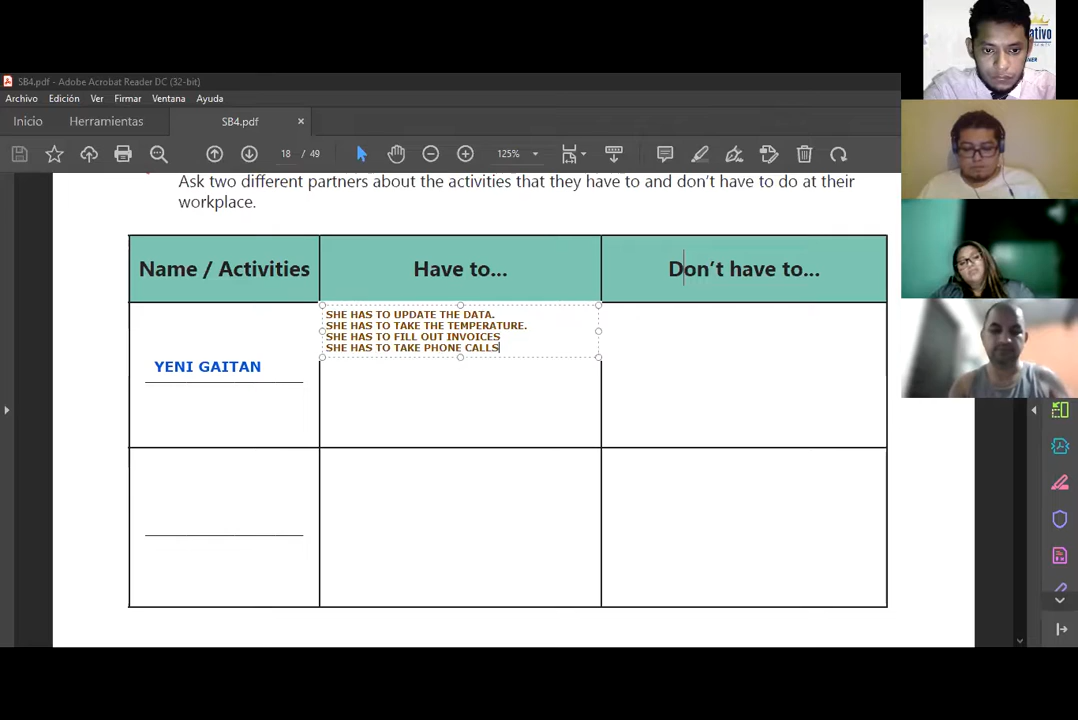 ativo
SB4.pdf - Adobe Acrobat Reader DC (32-bit)
Archivo Edición Ver Firmar Ventana Ayuda
Inicio Herramientas SB4.pdf ×
18 / 49 125%
Ask two different partners about the activities that they have to and don’t have to do at their
workplace.
Name / Activities Have to... Don’t have to...
SHE HAS TO UPDATE THE DATA.
SHE HAS TO TAKE THE TEMPERATURE.
SHE HAS TO FILL OUT INVOICES
SHE HAS TO TAKE PHONE CALLS
YENI GAITAN